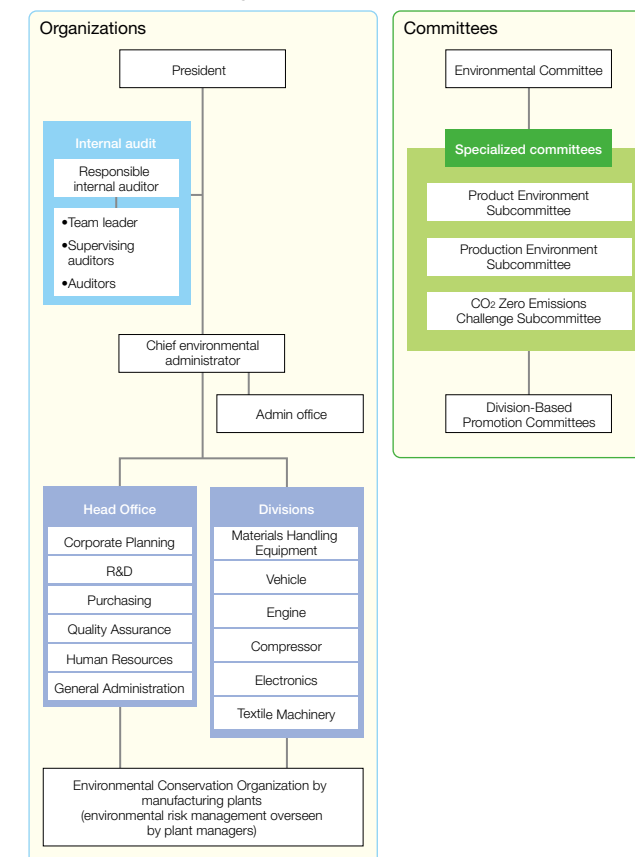 Organizations
President
Internal audit
Responsible
internal auditor
•Team leader
•Supervising
auditors
•Auditors
Chief environmental
administrator
Admin office
Head Office
Corporate Planning
R&D
Purchasing
Quality Assurance
Human Resources
General Administration
Divisions
Materials Handling
Equipment
Vehicle
Engine
Compressor
Electronics
Textile Machinery
Environmental Conservation Organization by
manufacturing plants
(environmental risk management overseen
by plant managers)
Committees
Environmental Committee
Specialized committees
Product Environment
Subcommittee
Production Environment
Subcommittee
CO2 Zero Emissions
Challenge Subcommittee
Division-Based
Promotion Committees